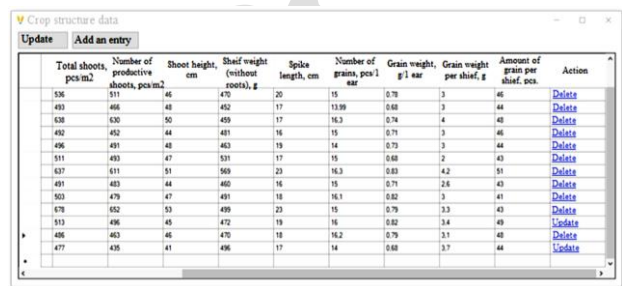 Crop structure data
Update Add an entry
Total shoots, pcs/m2 Number of productive shoots, pcs/m2 Shoot height, cm Sheif weight (without roots), g Spike length, cm Number of grains, pcs/1 ear Grain weight, g/1 ear Grain weight per shief, g Amount of grain per shief, pcs. Action
536 511 46 470 20 15 0.78 3 46 Delete
493 466 48 452 17 13,99 0.68 3 44 Delete
638 630 50 459 17 16.3 0.74 4 48 Delete
492 452 44 481 16 15 0.71 3 46 Delete
496 491 48 463 19 14 0.73 3 44 Delete
511 493 47 531 17 15 0.68 2 43 Delete
637 611 51 569 23 16.3 0.83 4.2 51 Delete
491 483 44 460 16 15 0.71 2.6 43 Delete
503 479 47 491 18 16.1 0.82 3 41 Delete
678 652 53 499 23 15 0.79 3.3 43 Delete
513 496 45 472 19 16 0.82 3.4 49 Update
486 463 46 470 18 16.2 0.79 3.1 48 Delete
477 435 41 496 17 14 0.68 3.7 44 Update